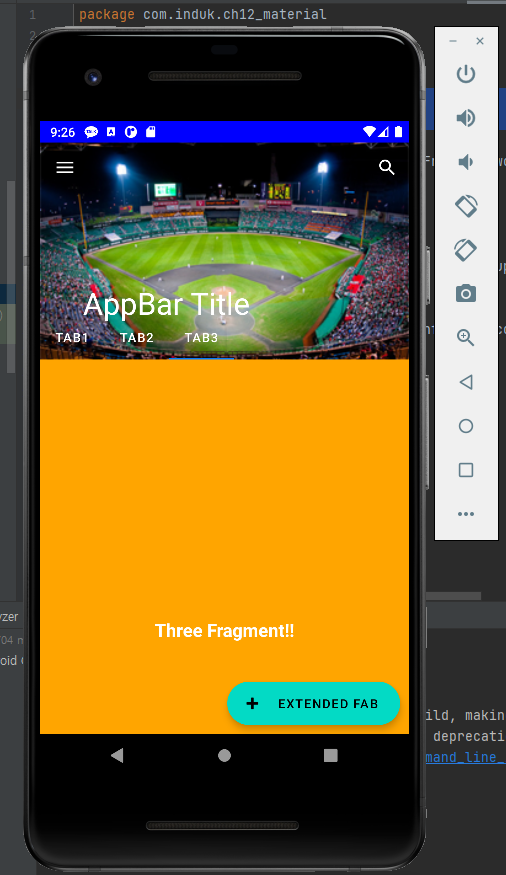 1 package com.induk.ch12_material
2
9:26
AppBar Title
TAB1 TAB2 TAB3
Three Fragment!!
+ EXTENDED FAB
yzer
04 m
oid
ild, makin
deprecati
mand_line_